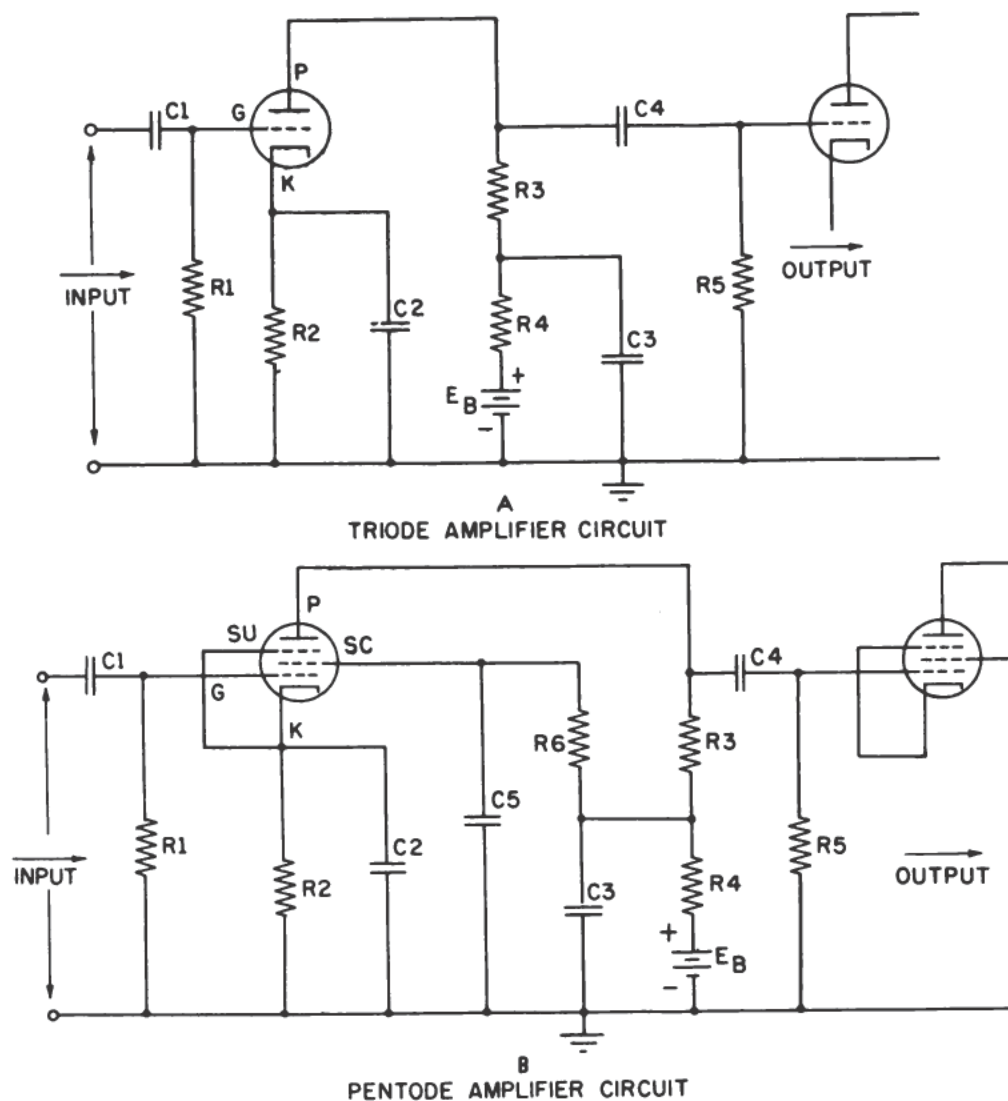 P
C1
G
C4
K
R3
INPUT
R1
R2
C2
R4
C3
R5
OUTPUT
+
E B
-
A
TRIODE AMPLIFIER CIRCUIT
P
SU
SC
C1
C4
G
K
R6
R3
C5
INPUT
R1
R2
C2
C3
R4
R5
OUTPUT
+
E B
-
B
PENTODE AMPLIFIER CIRCUIT